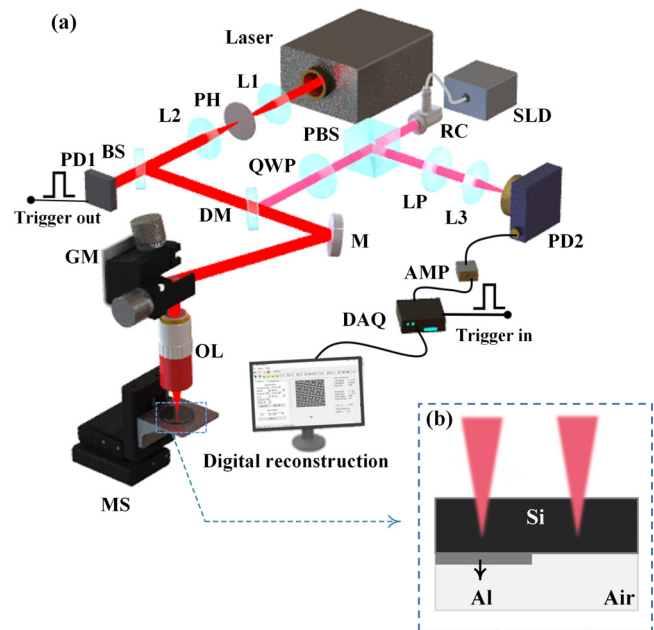 (a)
Laser
L1
PH
L2
SLD
RC
PBS
BS
PD1
QWP
Trigger out
LP
L3
DM
M
PD2
GM
AMP
DAQ
Trigger in
OL
Digital reconstruction
MS
(b)
Si
Al
Air